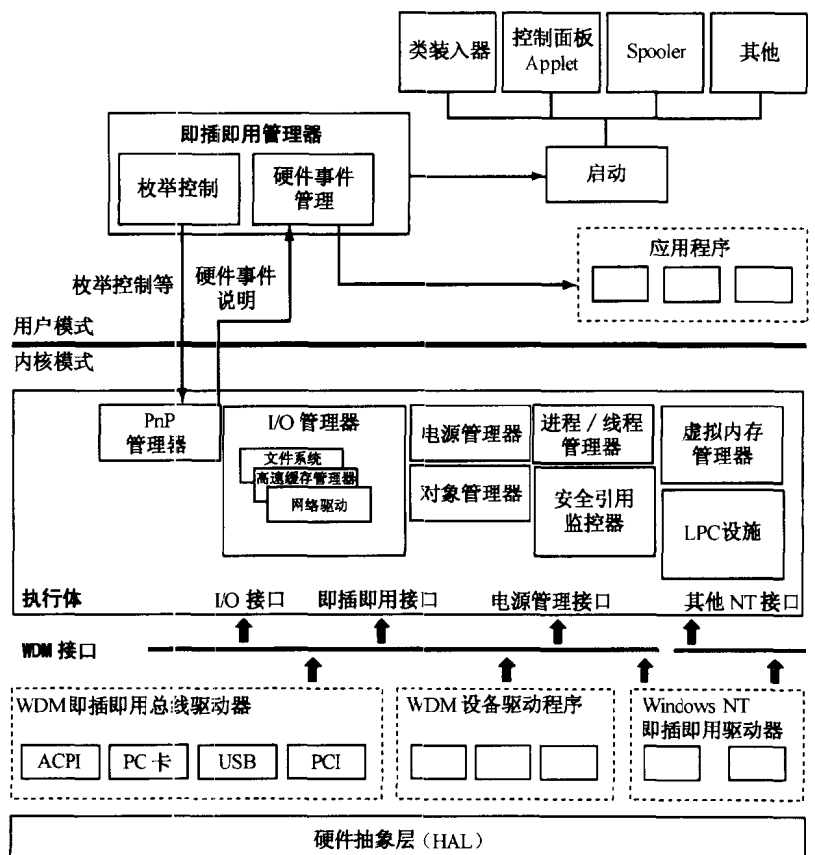 类装入器
控制面板
Applet
Spooler
其他
即插即用管理器
枚举控制
硬件事件
管理
启动
应用程序
枚举控制等
硬件事件
说明
用户模式
内核模式
PnP
管理器
I/O 管理器
文件系统
高速缓存管理器
网络驱动
电源管理器
对象管理器
进程/线程
管理器
安全引用
监控器
虚拟内存
管理器
LPC设施
执行体
I/O 接口
即插即用接口
电源管理接口
其他 NT 接口
WDM 接口
WDM即插即用总线驱动器
ACPI
PC 卡
USB
PCI
WDM 设备驱动程序
Windows NT
即插即用驱动器
硬件抽象层(HAL)